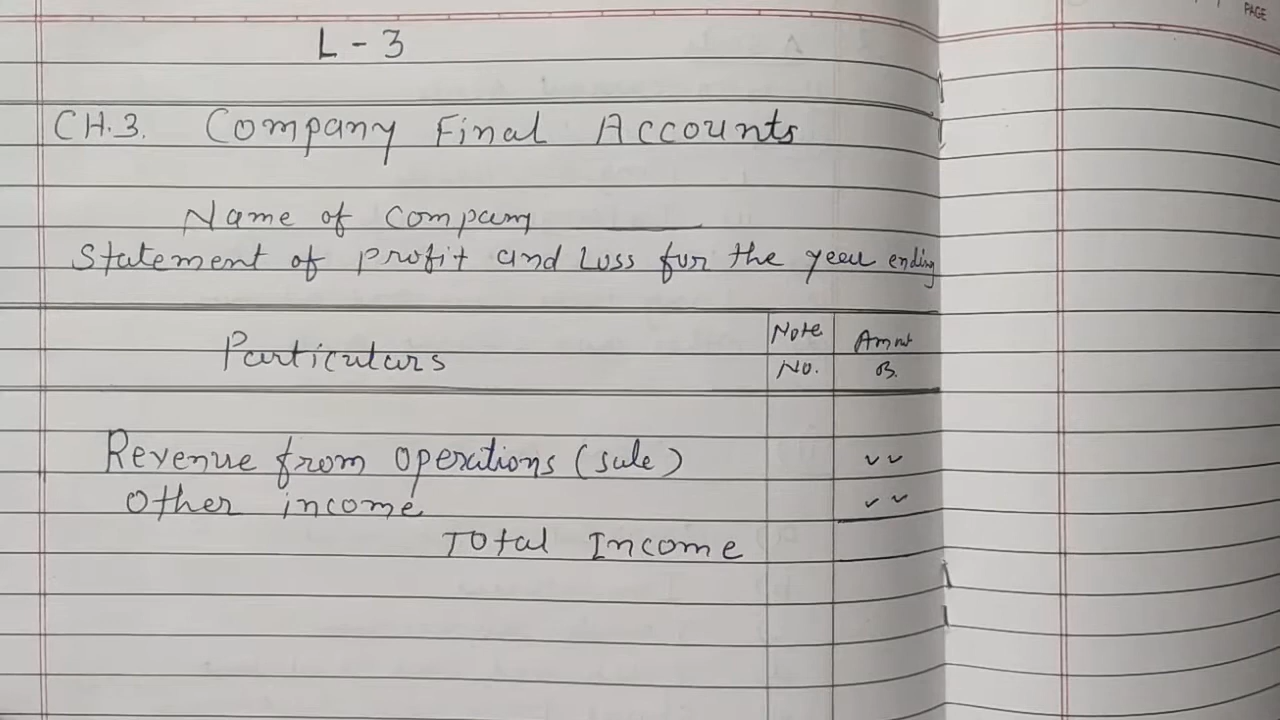 PAGE
L - 3
CH.3. Company Final Accounts
Name of Company
Statement of profit and Loss for the year ending
Particulars Note No. Amnt
Revenue from operations (sale)
Other income
Total Income